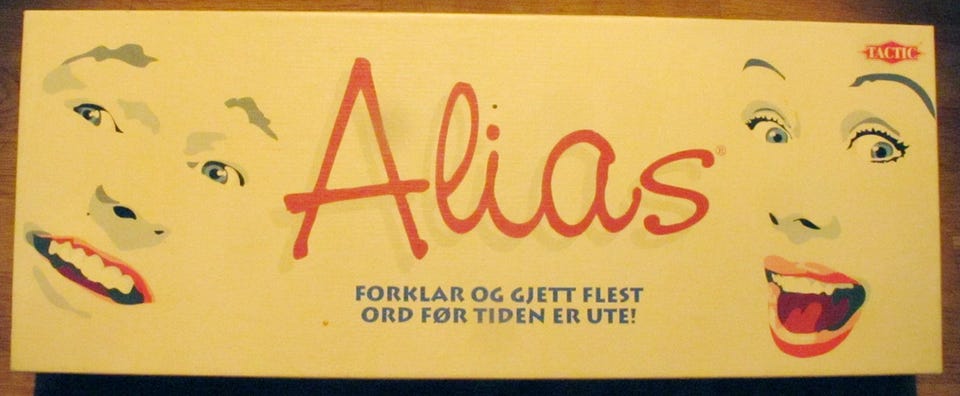 TACTIC
Alias®
FORKLAR OG GJETT FLEST
ORD FØR TIDEN ER UTE!